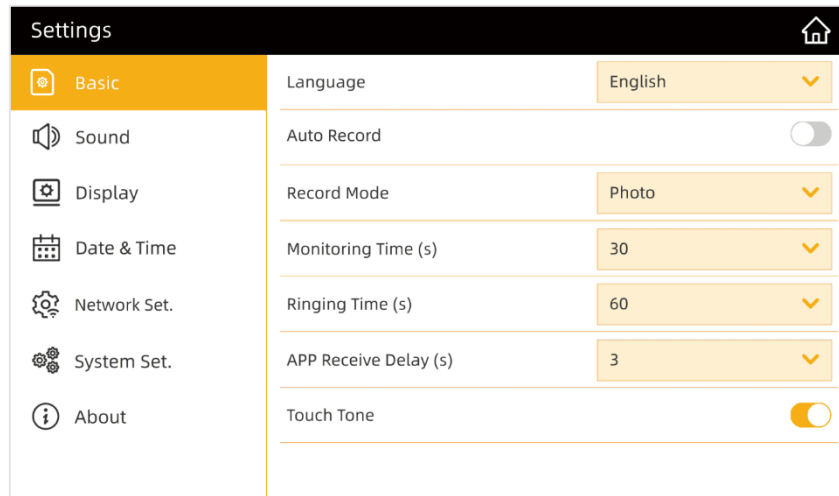 Settings
Basic
Sound
Display
Date & Time
Network Set.
System Set.
About
Language English
Auto Record
Record Mode Photo
Monitoring Time (s) 30
Ringing Time (s) 60
APP Receive Delay (s) 3
Touch Tone